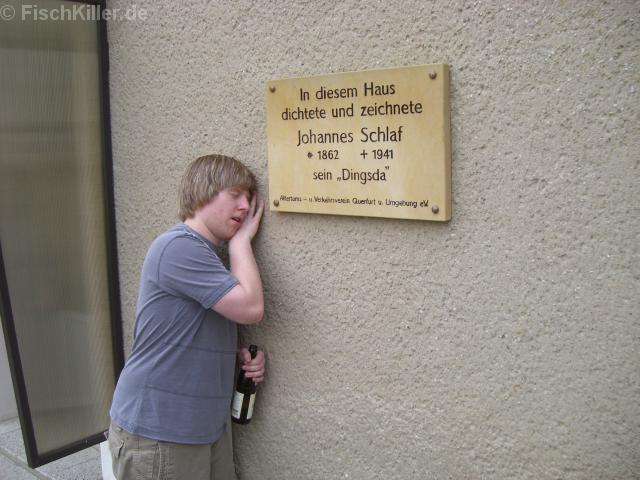 © FischKiller.de
In diesem Haus
dichtete und zeichnete
Johannes Schlaf
* 1862 + 1941
sein „Dingsda"
Altertums - u. Verkehrsverein Querfurt u. Umgebung e.V.